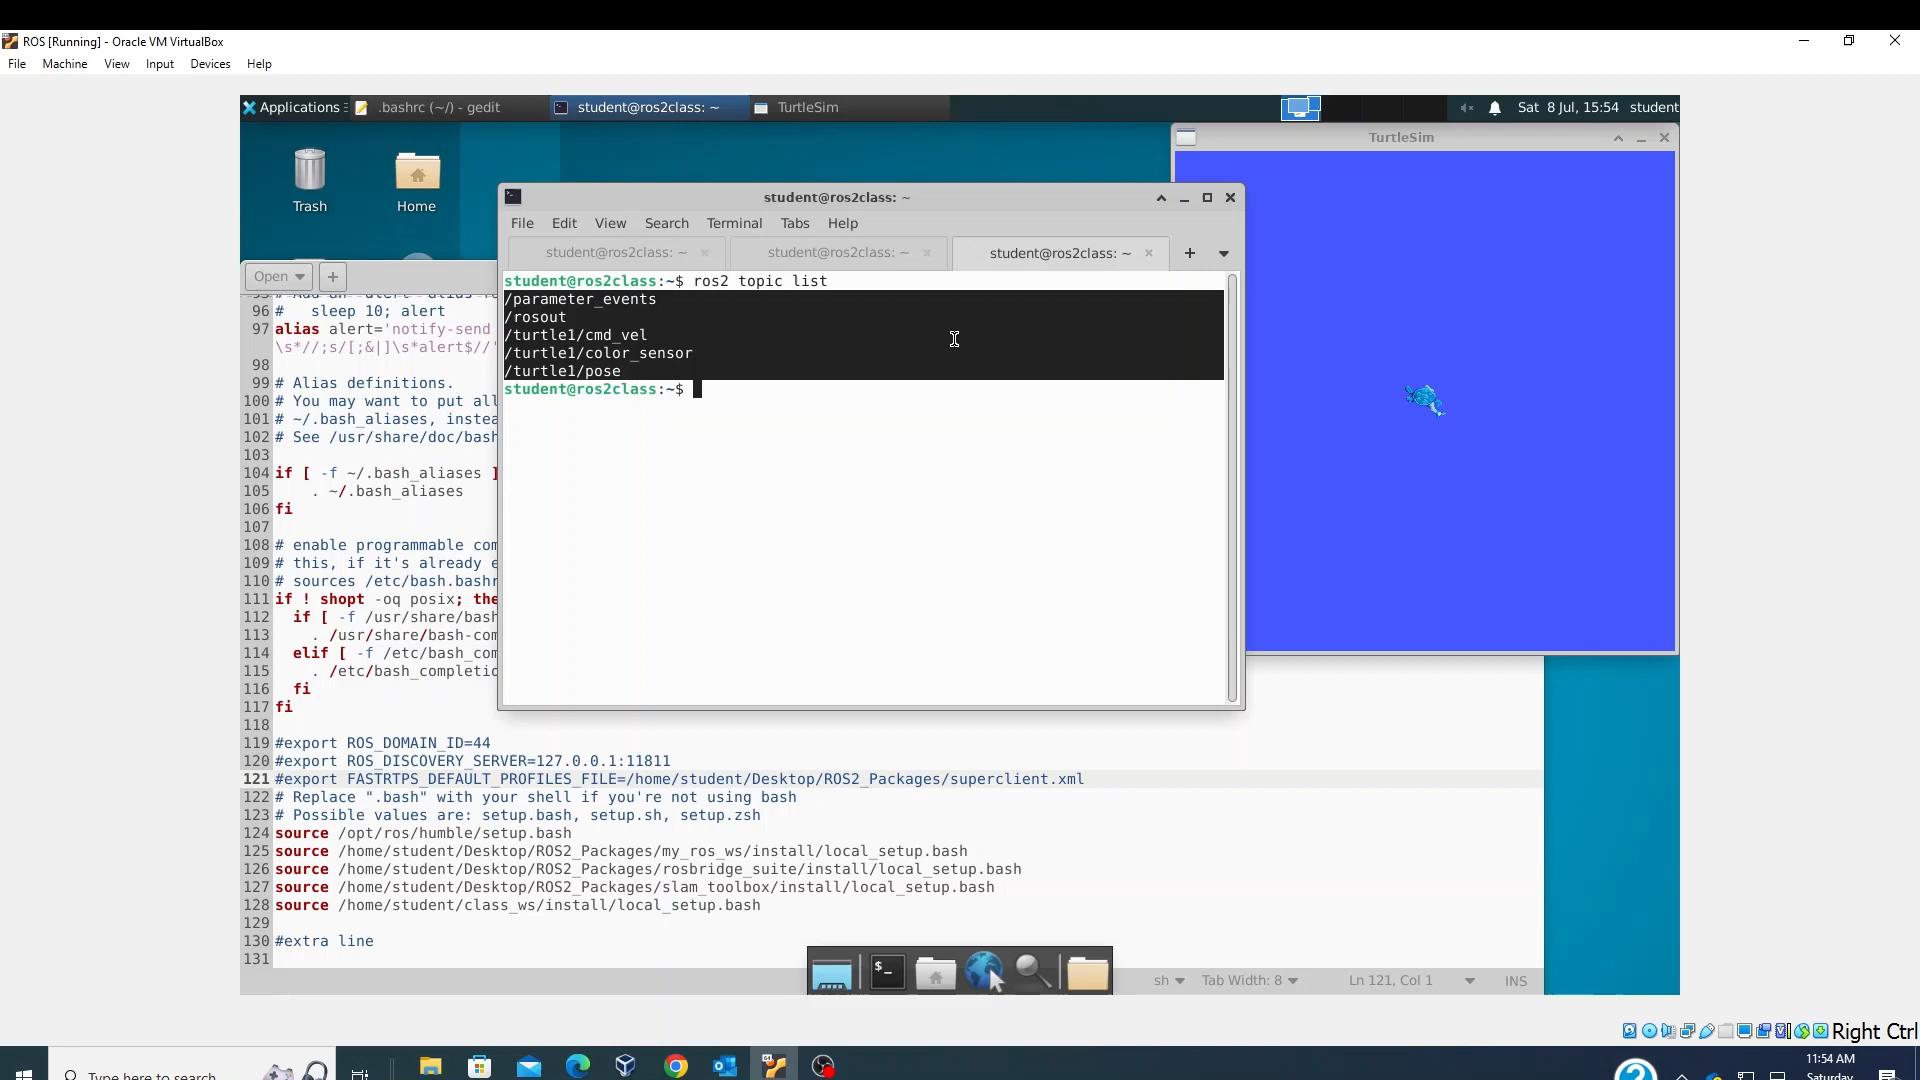 ROS [Running] - Oracle VM VirtualBox
File Machine View Input Devices Help
Applications .bashrc (~/) - gedit student@ros2class: ~ TurtleSim Sat 8 Jul, 15:54 student
TurtleSim
Trash Home
student@ros2class: ~
File Edit View Search Terminal Tabs Help
student@ros2class: ~ student@ros2class: ~ student@ros2class: ~
student@ros2class:~$ ros2 topic list
/parameter_events
/rosout
/turtle1/cmd_vel
/turtle1/color_sensor
/turtle1/pose
student@ros2class:~$
Open
96 #   sleep 10; alert
97 alias alert='notify-send
\s*//;s/[;&|]\s*alert$//'
98
99 # Alias definitions.
100 # You may want to put all
101 # ~/.bash_aliases, instea
102 # See /usr/share/doc/bash
103
104 if [ -f ~/.bash_aliases ]
105     . ~/.bash_aliases
106 fi
107
108 # enable programmable com
109 # this, if it's already e
110 # sources /etc/bash.bashr
111 if ! shopt -oq posix; the
112   if [ -f /usr/share/bash
113     . /usr/share/bash-com
114   elif [ -f /etc/bash_com
115     . /etc/bash_completio
116   fi
117 fi
118
119 #export ROS_DOMAIN_ID=44
120 #export ROS_DISCOVERY_SERVER=127.0.0.1:11811
121 #export FASTRTPS_DEFAULT_PROFILES_FILE=/home/student/Desktop/ROS2_Packages/superclient.xml
122 # Replace ".bash" with your shell if you're not using bash
123 # Possible values are: setup.bash, setup.sh, setup.zsh
124 source /opt/ros/humble/setup.bash
125 source /home/student/Desktop/ROS2_Packages/my_ros_ws/install/local_setup.bash
126 source /home/student/Desktop/ROS2_Packages/rosbridge_suite/install/local_setup.bash
127 source /home/student/Desktop/ROS2_Packages/slam_toolbox/install/local_setup.bash
128 source /home/student/class_ws/install/local_setup.bash
129
130 #extra line
131
sh Tab Width: 8 Ln 121, Col 1 INS
Right Ctrl
Type here to search
11:54 AM
Saturday